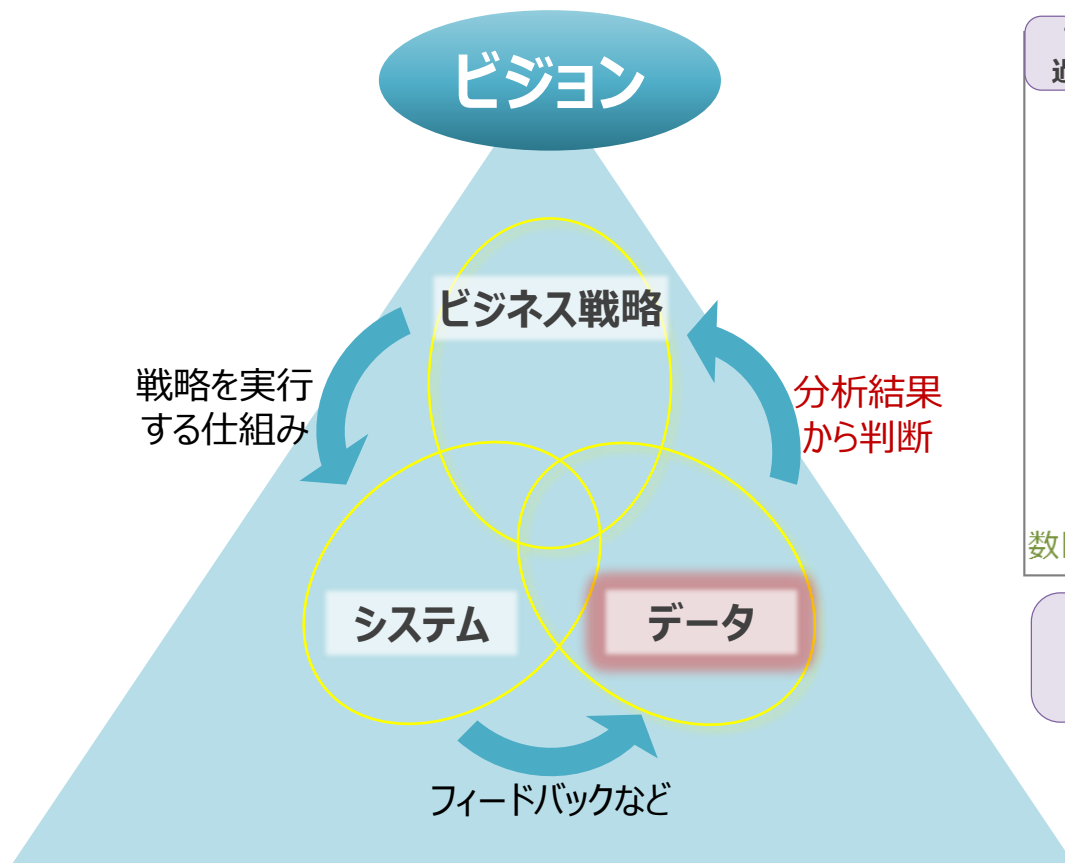 ビジョン
ビジネス戦略
戦略を実行
する仕組み
分析結果
から判断
システム
データ
フィードバックなど
数